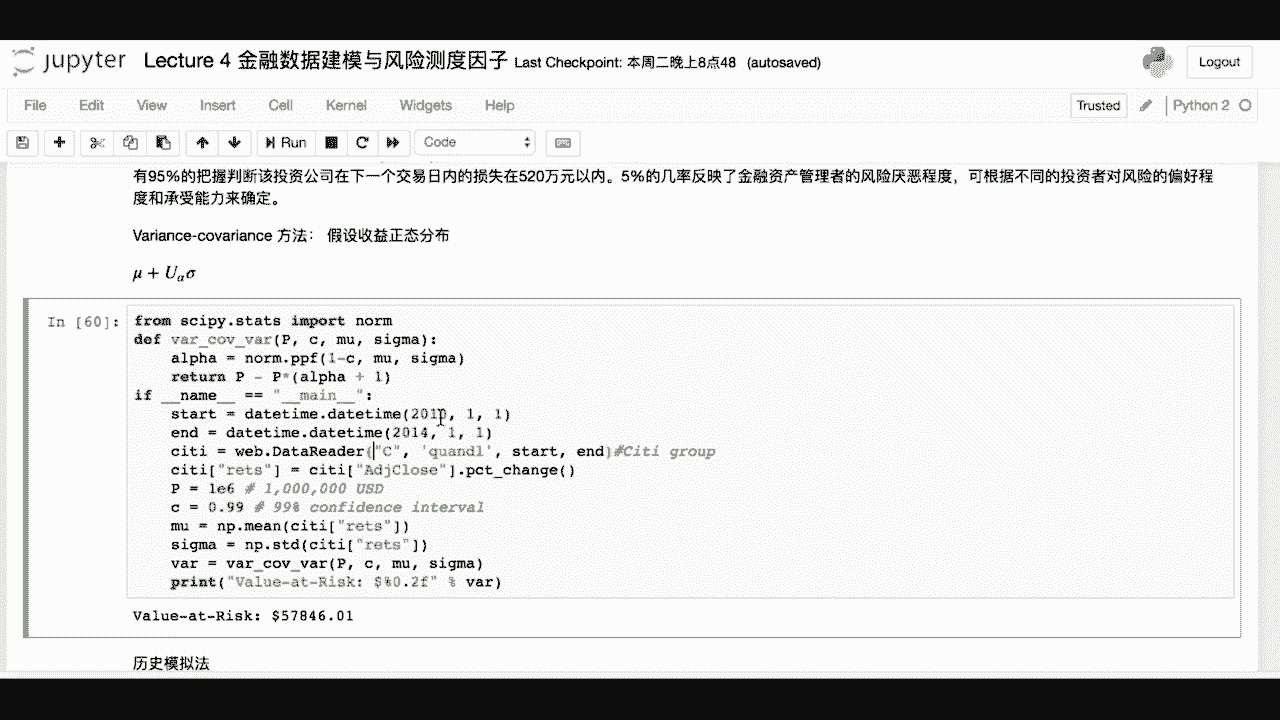 jupyter Lecture 4 金融数据建模与风险测度因子 Last Checkpoint: 本周二晚上8点48 (autosaved) Logout
File Edit View Insert Cell Kernel Widgets Help Trusted Python 2
Run Code
有95%的把握判断该投资公司在下一个交易日内的损失在520万元以内。5%的几率反映了金融资产管理者的风险厌恶程度，可根据不同的投资者对风险的偏好程
度和承受能力来确定。
Variance-covariance 方法： 假设收益正态分布
μ + Uₐσ
In [60]: from scipy.stats import norm
def var_cov_var(P, c, mu, sigma):
    alpha = norm.ppf(1-c, mu, sigma)
    return P - P*(alpha + 1)
if __name__ == "__main__":
    start = datetime.datetime(2010, 1, 1)
    end = datetime.datetime(2014, 1, 1)
    citi = web.DataReader("C", 'quandl', start, end)#Citi group
    citi["rets"] = citi["AdjClose"].pct_change()
    P = 1e6 # 1,000,000 USD
    c = 0.99 # 99% confidence interval
    mu = np.mean(citi["rets"])
    sigma = np.std(citi["rets"])
    var = var_cov_var(P, c, mu, sigma)
    print("Value-at-Risk: $%0.2f" % var)
Value-at-Risk: $57846.01
历史模拟法